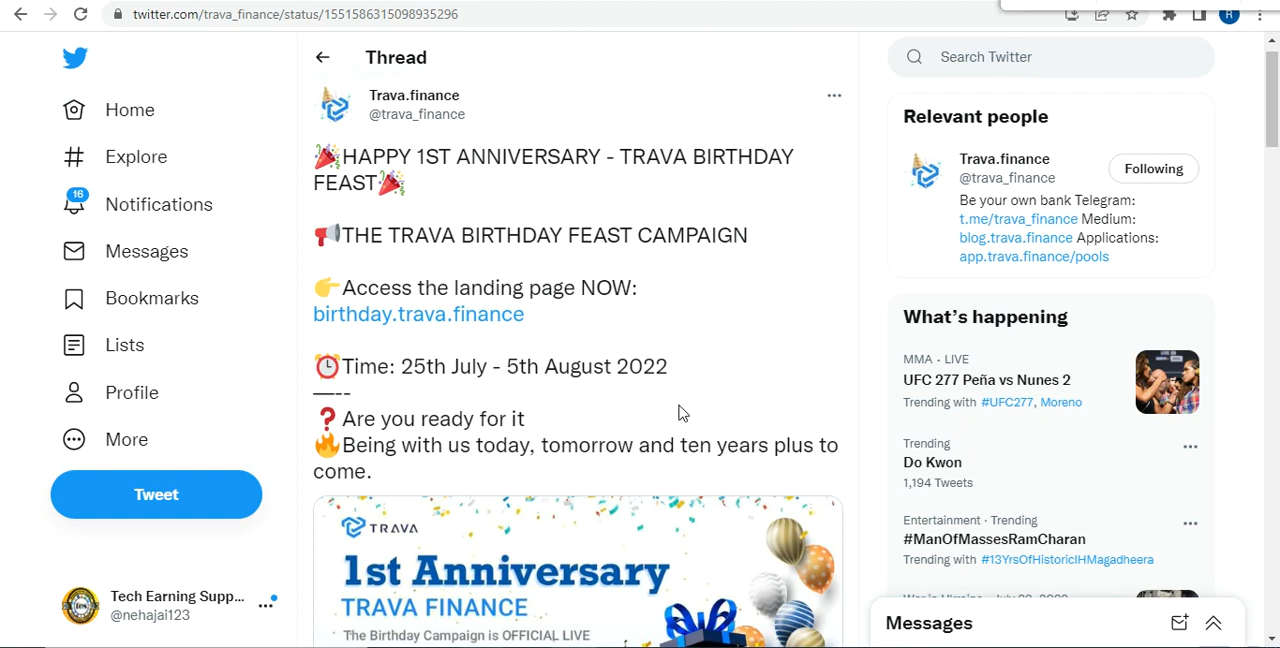 twitter.com/trava_finance/status/1551586315098935296
R
Home
Explore
16
Notifications
Messages
Bookmarks
Lists
Profile
More
Tweet
Tech Earning Supp...
@nehajai123
Thread
Trava.finance
@trava_finance
🎉HAPPY 1ST ANNIVERSARY - TRAVA BIRTHDAY
FEAST🎉
📢THE TRAVA BIRTHDAY FEAST CAMPAIGN
👉Access the landing page NOW:
birthday.trava.finance
⏰Time: 25th July - 5th August 2022
—--
❓Are you ready for it
🔥Being with us today, tomorrow and ten years plus to
come.
TRAVA
1st Anniversary
TRAVA FINANCE
The Birthday Campaign is OFFICIAL LIVE
Search Twitter
Relevant people
Trava.finance
@trava_finance
Following
Be your own bank Telegram:
t.me/trava_finance Medium:
blog.trava.finance Applications:
app.trava.finance/pools
What's happening
MMA · LIVE
UFC 277 Peña vs Nunes 2
Trending with #UFC277, Moreno
Trending
Do Kwon
1,194 Tweets
Entertainment · Trending
#ManOfMassesRamCharan
Trending with #13YrsOfHistoricIHMagadheera
Messages